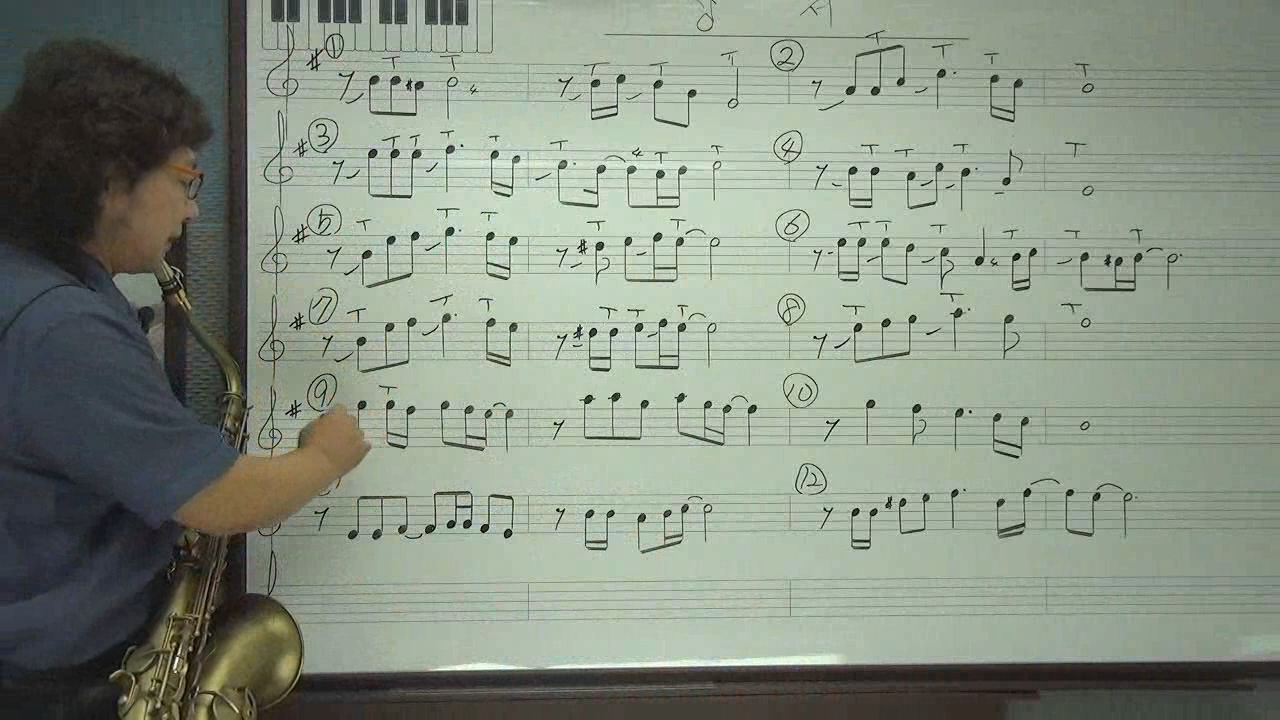 # ① T T T T T ② T T T T
# ③ T T T T T T T ④ T T T T
# ⑤ T T T T T ⑥ T T T T T T
# ⑦ T T T T T T ⑧ T T T
# ⑨ T ⑩
⑫